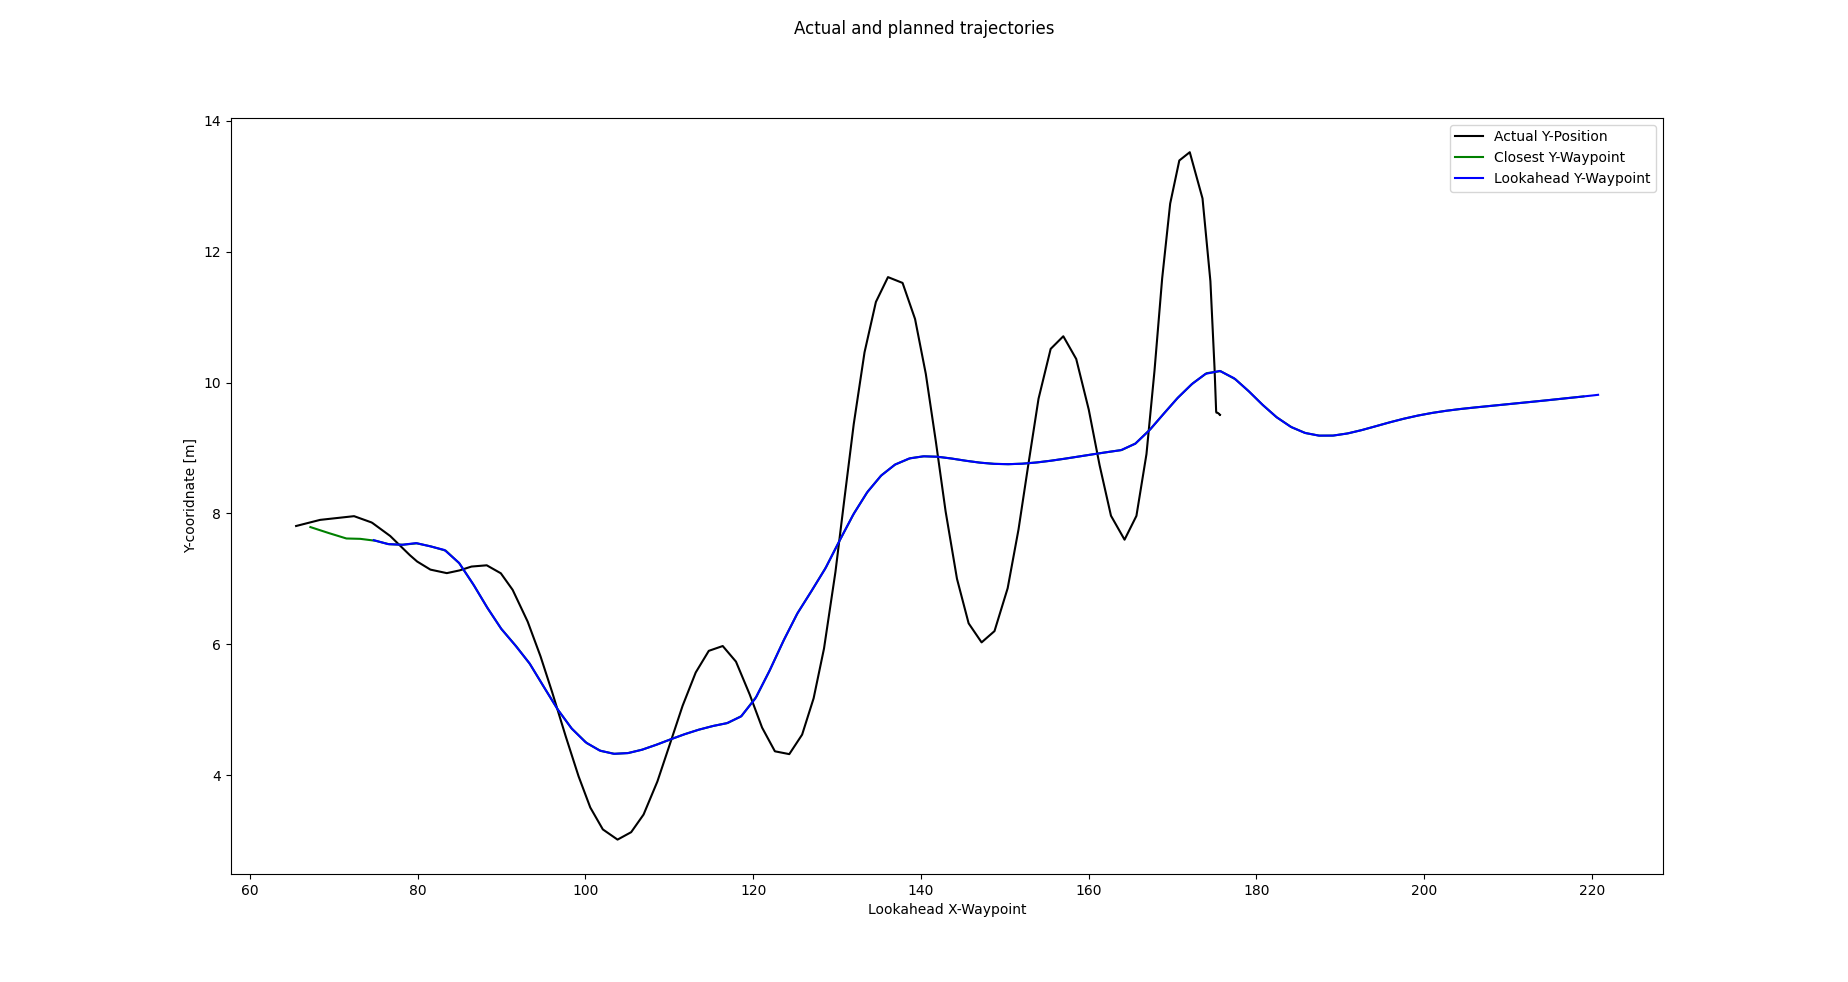 Actual and planned trajectories
Actual Y-Position
Closest Y-Waypoint
Lookahead Y-Waypoint
Y-cooridnate [m]
14
12
10
8
6
4
60 80 100 120 140 160 180 200 220
Lookahead X-Waypoint